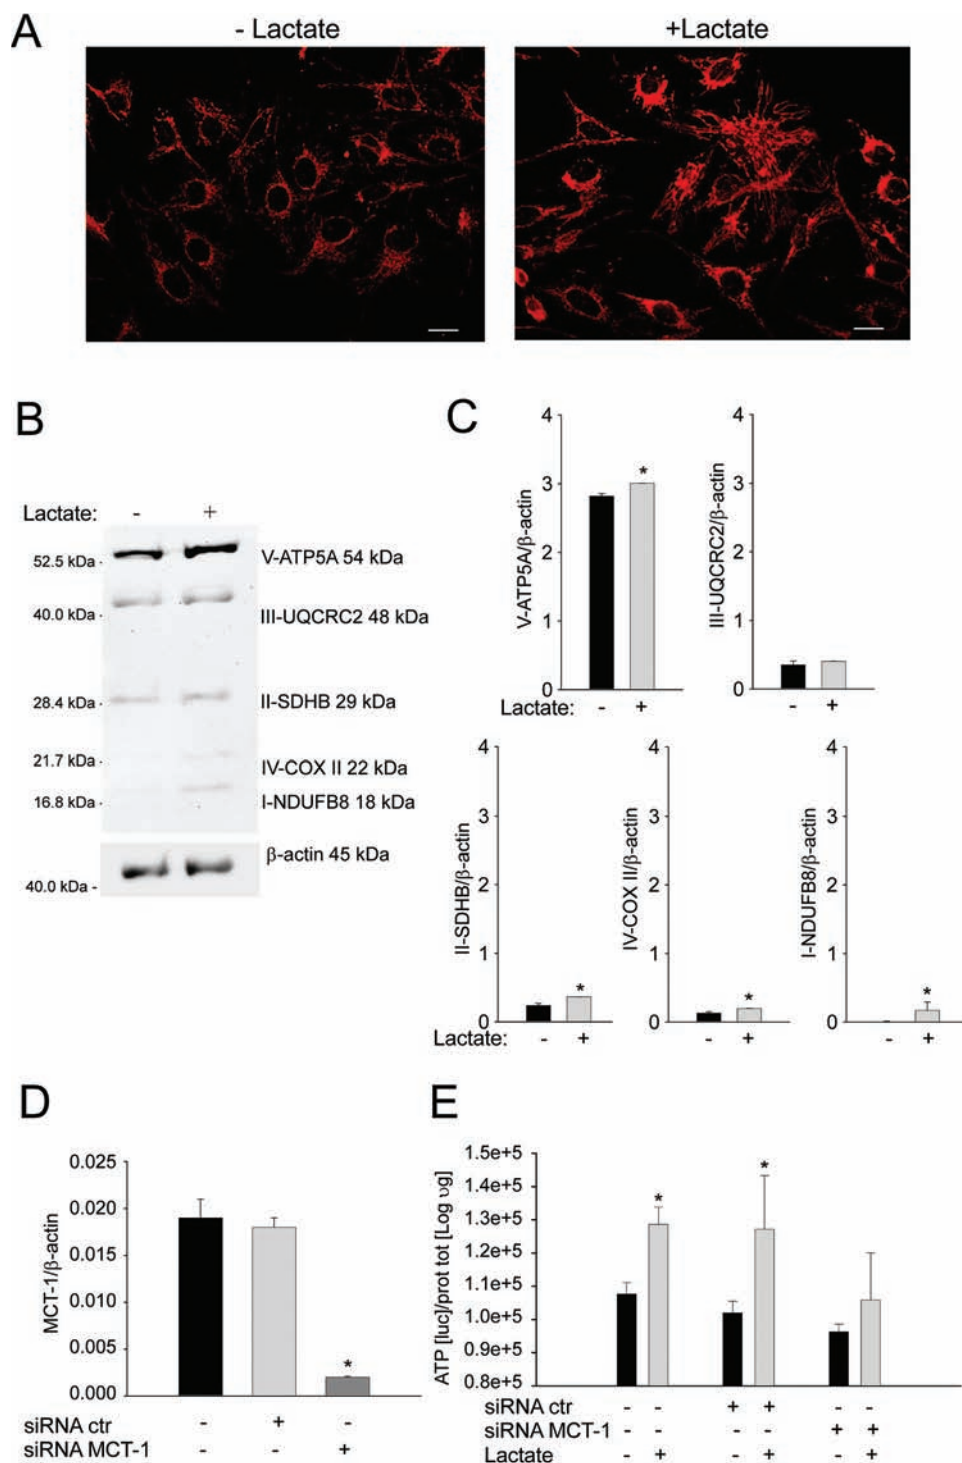 A
- Lactate
+Lactate
B
Lactate: - +
52.5 kDa
V-ATP5A 54 kDa
40.0 kDa
III-UQCRC2 48 kDa
28.4 kDa
II-SDHB 29 kDa
21.7 kDa
IV-COX II 22 kDa
16.8 kDa
I-NDUFB8 18 kDa
β-actin 45 kDa
40.0 kDa -
C
V-ATP5A/β-actin
4
3
2
1
0
*
Lactate: - +
III-UQCRC2/β-actin
4
3
2
1
0
- +
II-SDHB/β-actin
4
3
2
1
0
*
Lactate: - +
IV-COX II/β-actin
4
3
2
1
0
*
- +
I-NDUFB8/β-actin
4
3
2
1
0
*
- +
D
MCT-1/β-actin
0.025
0.020
0.015
0.010
0.005
0.000
*
siRNA ctr - + -
siRNA MCT-1 - - +
E
ATP [luc]/prot tot [Log υg]
1.5e+5
1.4e+5
1.3e+5
1.2e+5
1.1e+5
1.0e+5
0.9e+5
0.8e+5
* *
siRNA ctr - - + + - -
siRNA MCT-1 - - - - + +
Lactate - + - + - +